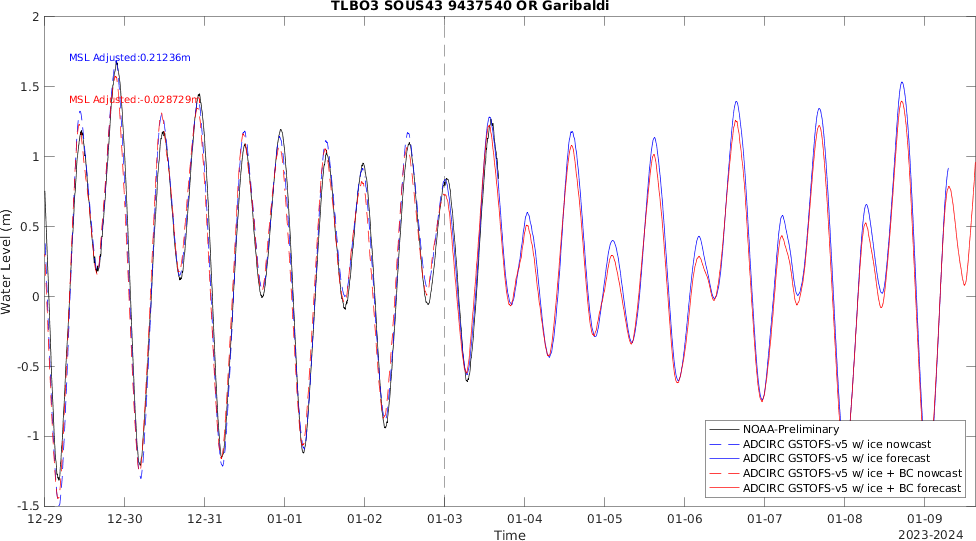 TLBO3 SOUS43 9437540 OR Garibaldi
MSL Adjusted:0.21236m
MSL Adjusted:-0.028729m
Water Level (m)
2
1.5
1
0.5
0
-0.5
-1
-1.5
NOAA-Preliminary
ADCIRC GSTOFS-v5 w/ ice nowcast
ADCIRC GSTOFS-v5 w/ ice forecast
ADCIRC GSTOFS-v5 w/ ice + BC nowcast
ADCIRC GSTOFS-v5 w/ ice + BC forecast
12-29 12-30 12-31 01-01 01-02 01-03 01-04 01-05 01-06 01-07 01-08 01-09
Time
2023-2024